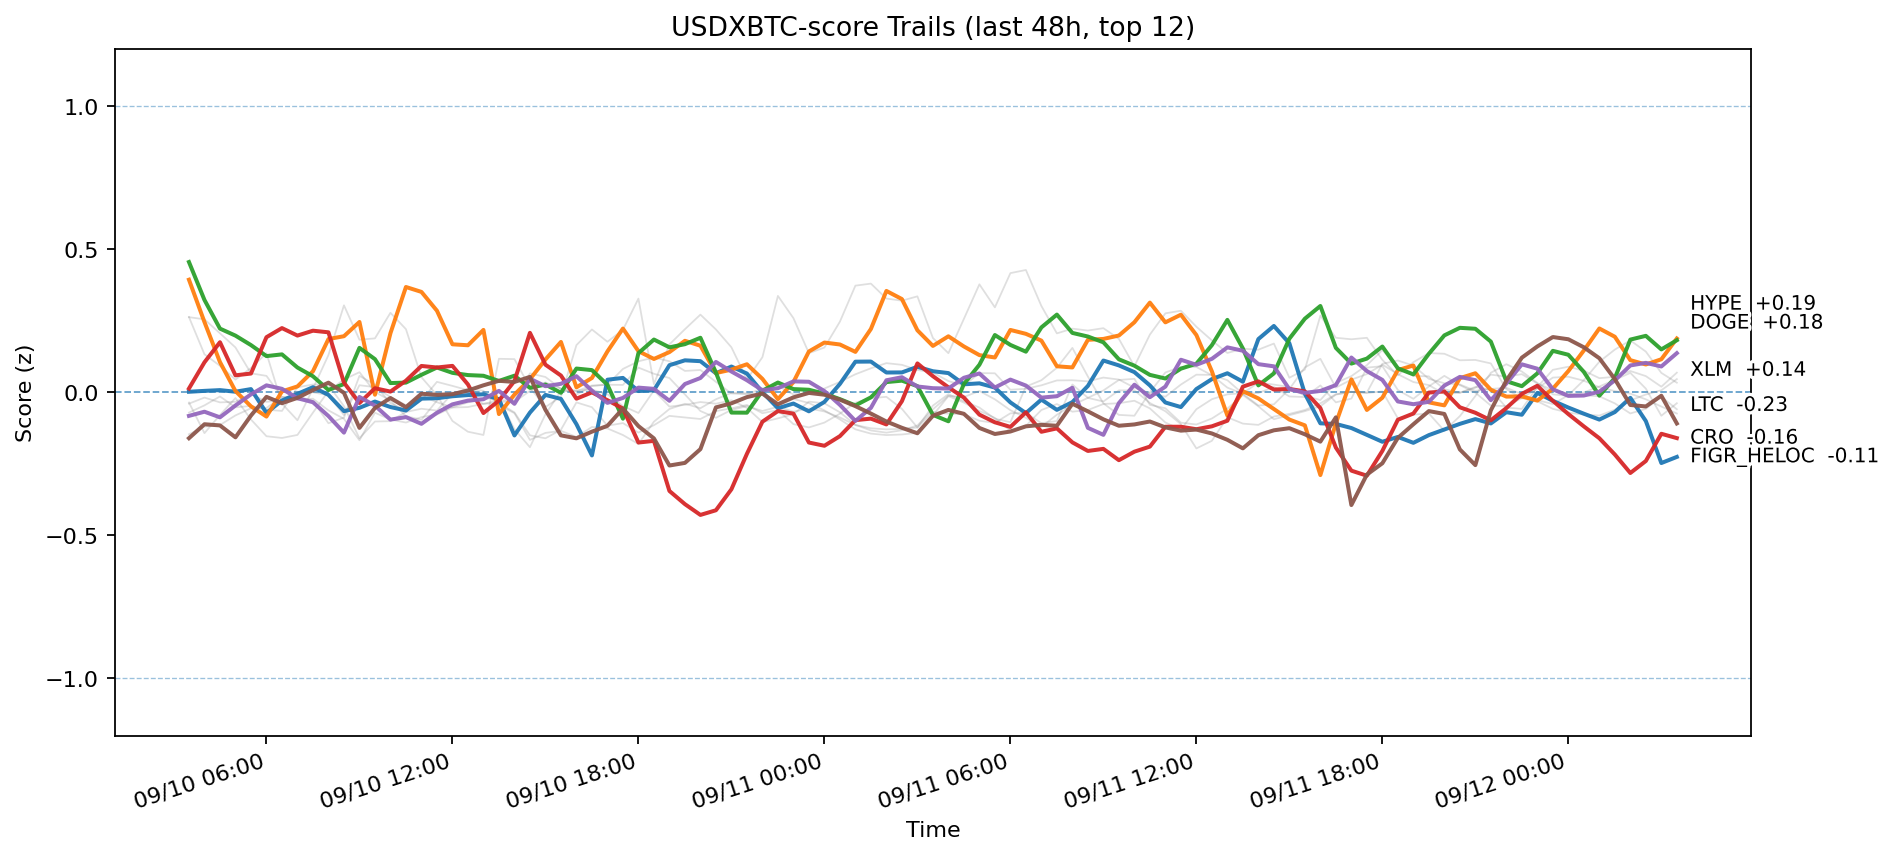 USDXBTC-score Trails (last 48h, top 12)
Score (z)
1.0
0.5
0.0
−0.5
−1.0
HYPE +0.19
DOGE +0.18
XLM +0.14
LTC -0.23
CRO -0.16
FIGR_HELOC -0.11
09/10 06:00
09/10 12:00
09/10 18:00
09/11 00:00
09/11 06:00
09/11 12:00
09/11 18:00
09/12 00:00
Time